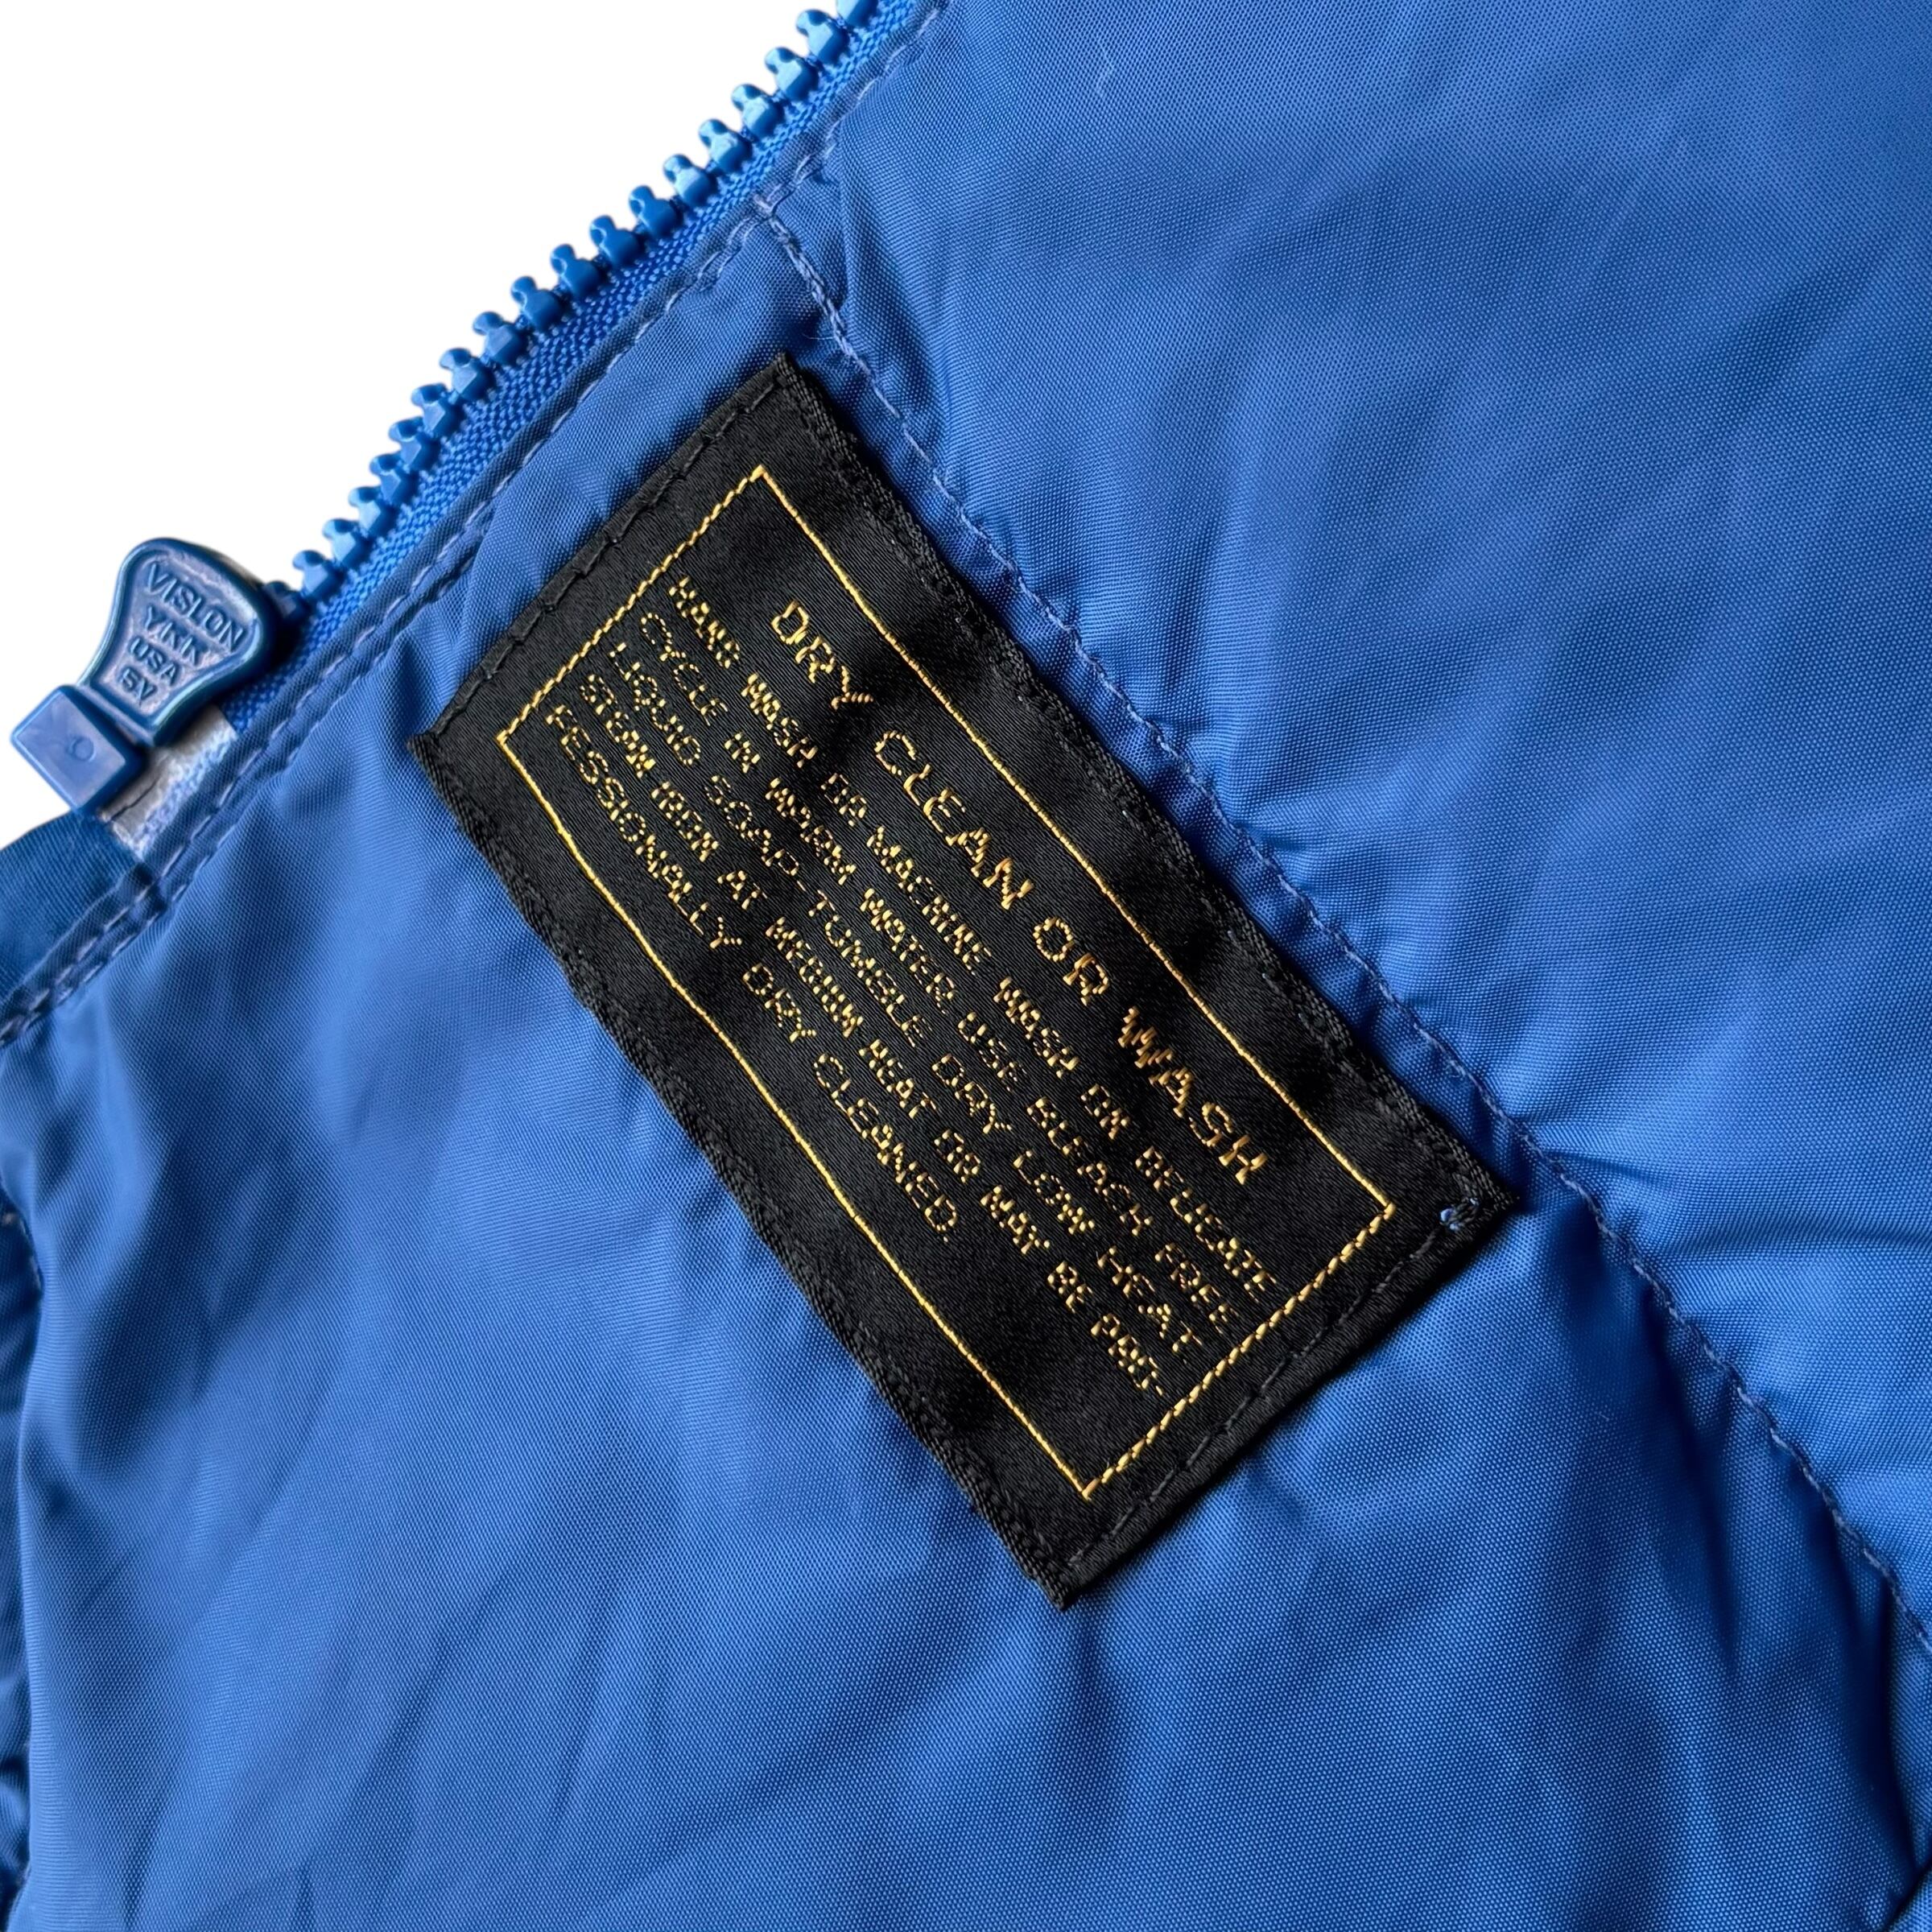 VISLON
YKK
USA
5V
DRY CLEAN OR WASH
HAND WASH OR MACHINE WASH ON DELICATE
CYCLE IN WARM WATER USE BLEACH FREE
LIQUID SOAP-TUMBLE DRY LOW HEAT
STEAM IRON AT MEDIUM HEAT OR MAY BE PRO-
FESSIONALLY DRY CLEANED.